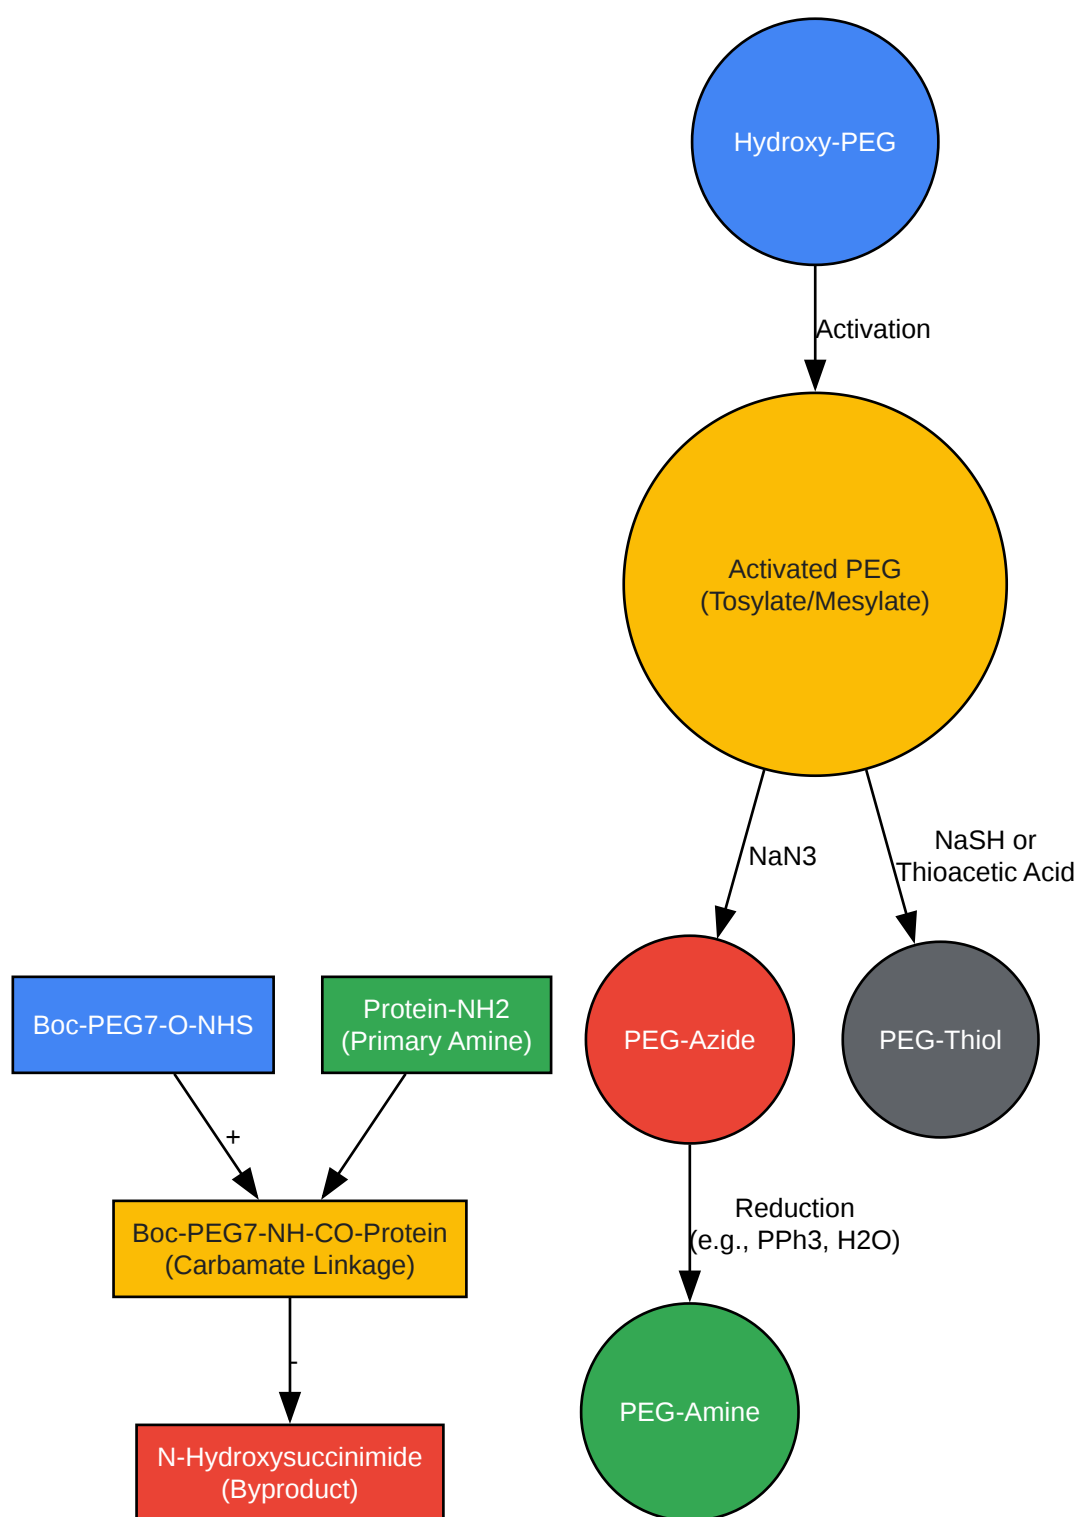 Hydroxy-PEG
Activation
Activated PEG
(Tosylate/Mesylate)
NaN3
NaSH or
Thioacetic Acid
PEG-Azide
PEG-Thiol
Reduction
(e.g., PPh3, H2O)
PEG-Amine
Boc-PEG7-O-NHS
Protein-NH2
(Primary Amine)
+
Boc-PEG7-NH-CO-Protein
(Carbamate Linkage)
-
N-Hydroxysuccinimide
(Byproduct)